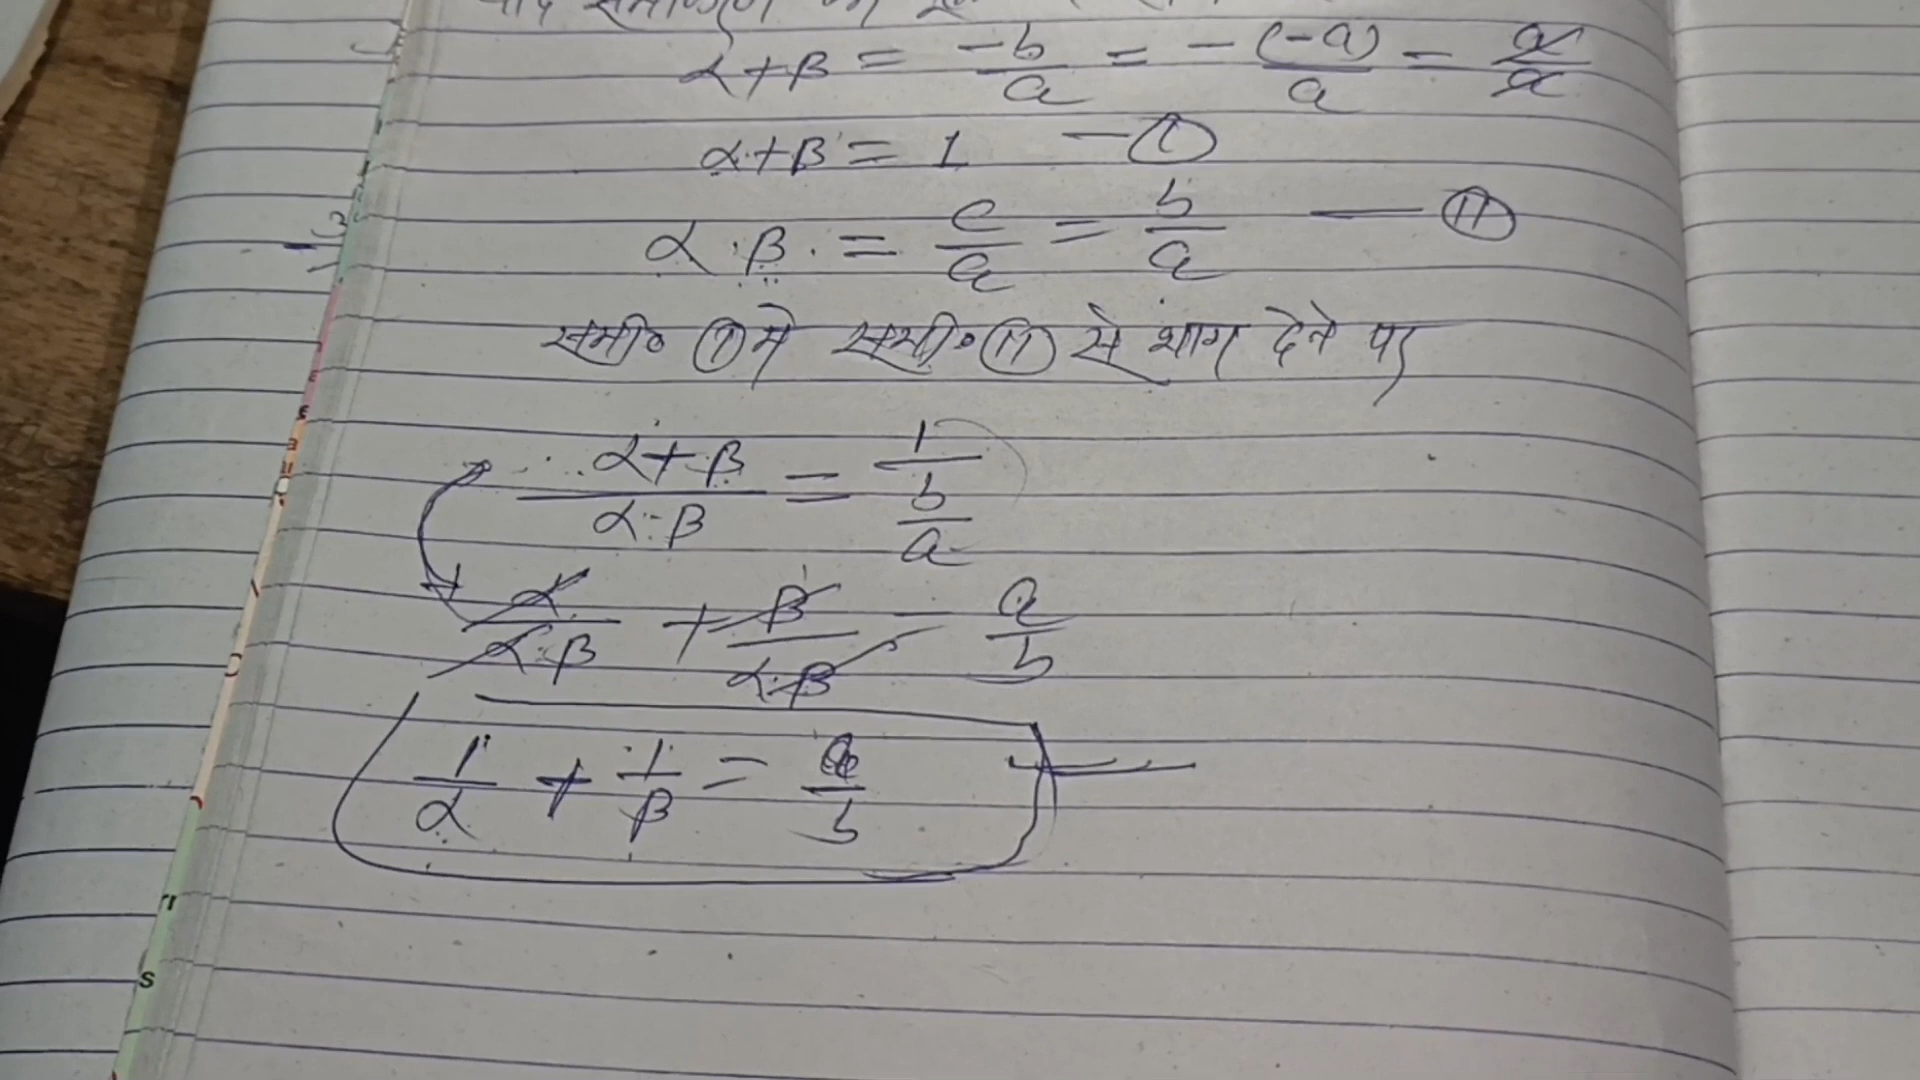 α+β = -b/a = -(-a)/a = a/a
α+β = 1 — (I)
α·β = c/a = b/a — (II)
समी० (I) में समी० (II) से भाग देने पर
α+β/α·β = 1/b/a
α/α·β + β/α·β = a/b
1/α + 1/β = a/b